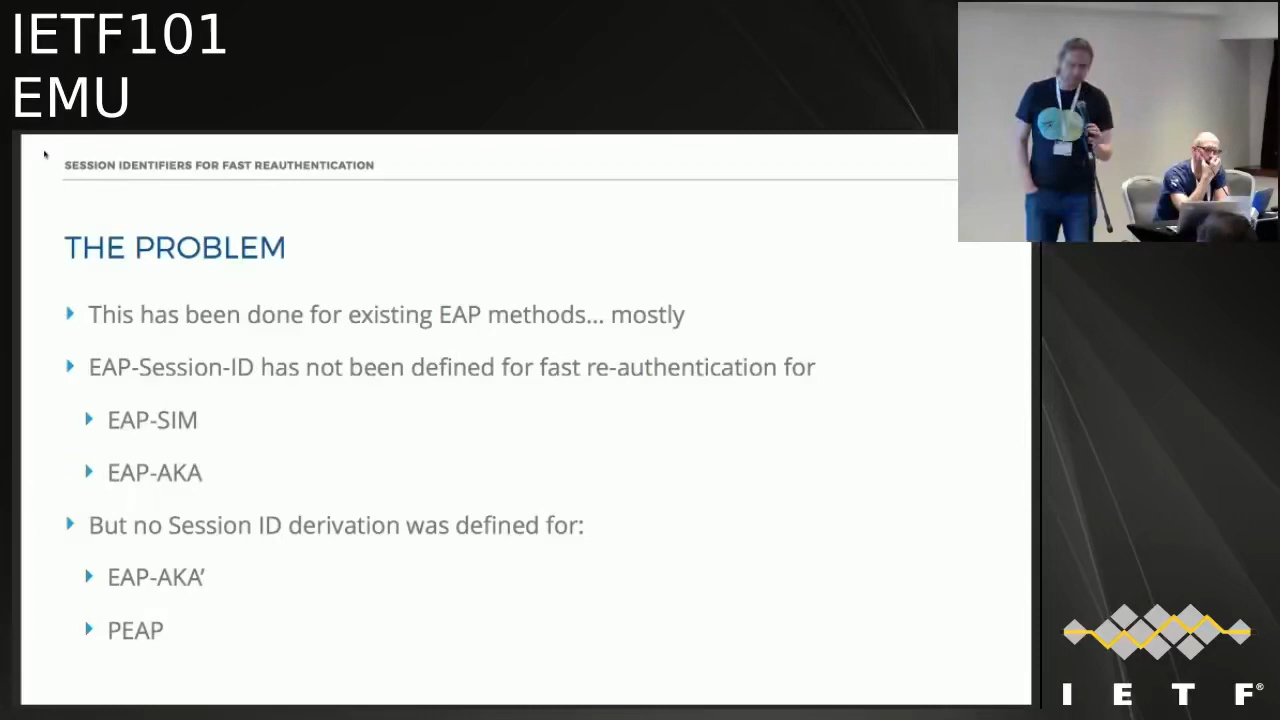 IETF101
EMU
SESSION IDENTIFIERS FOR FAST REAUTHENTICATION
THE PROBLEM
This has been done for existing EAP methods... mostly
EAP-Session-ID has not been defined for fast re-authentication for
EAP-SIM
EAP-AKA
But no Session ID derivation was defined for:
EAP-AKA’
PEAP
I E T F®